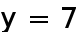 y = 7